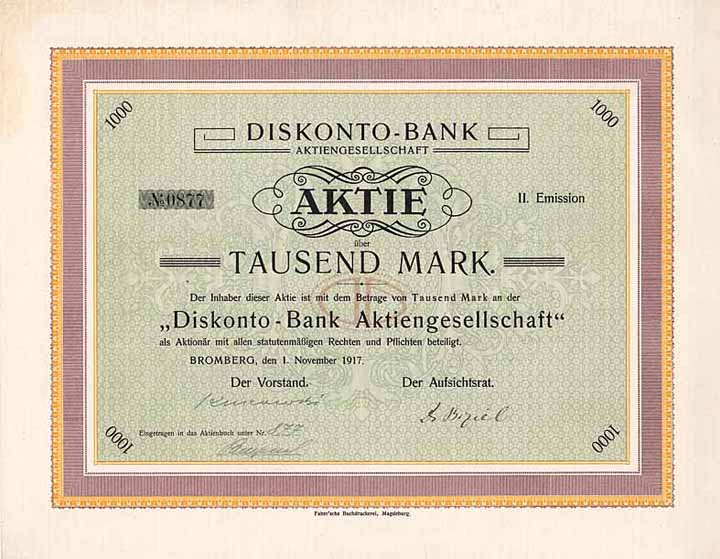 1000 1000
DISKONTO-BANK
AKTIENGESELLSCHAFT
№ 0877
AKTIE
II. Emission
über
TAUSEND MARK.
Der Inhaber dieser Aktie ist mit dem Betrage von Tausend Mark an der
„Diskonto-Bank Aktiengesellschaft“
als Aktionär mit allen statutenmäßigen Rechten und Pflichten beteiligt.
BROMBERG, den 1. November 1917.
Der Vorstand. Der Aufsichtsrat.
Eingetragen in das Aktienbuch unter Nr. 877
1000 1000
Faber'sche Buchdruckerei, Magdeburg.